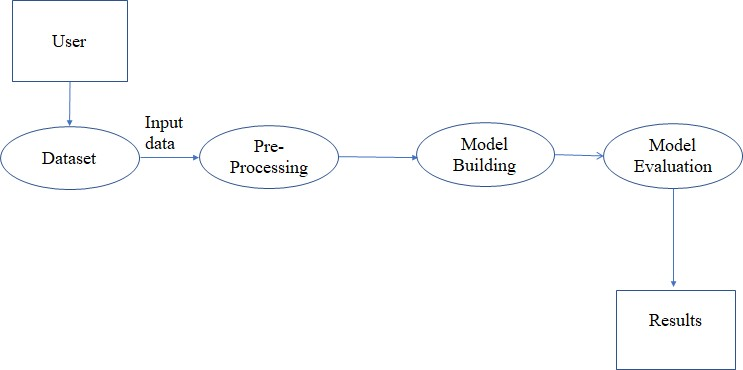 User
Input
data
Dataset
Pre-
Processing
Model
Building
Model
Evaluation
Results